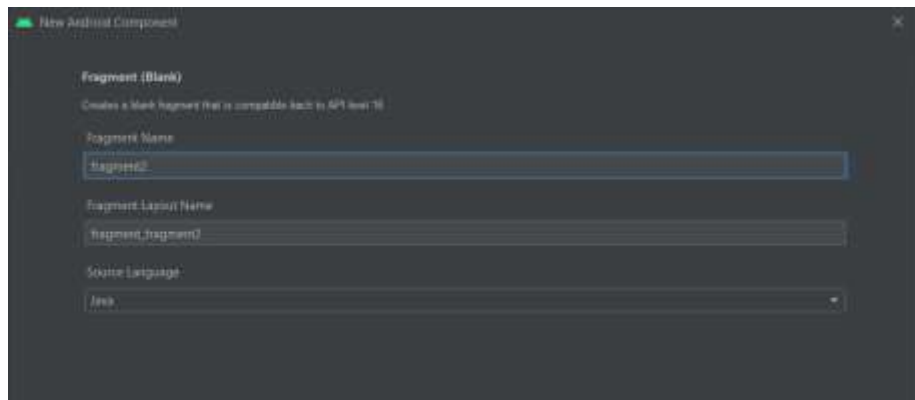 New Android Component
Fragment (Blank)
Creates a blank fragment that is compatible back to API level 16
Fragment Name
fragment2
Fragment Layout Name
fragment_fragment2
Source Language
Java